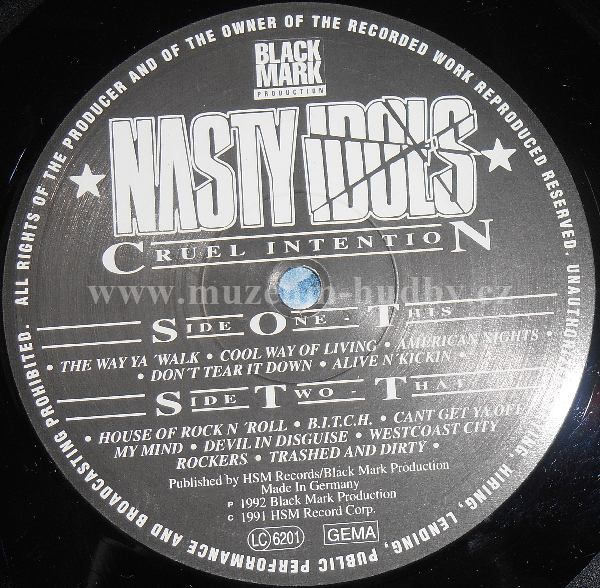 ALL RIGHTS OF THE PRODUCER AND OF THE OWNER OF THE RECORDED WORK REPRODUCED RESERVED. UNAUTHORIZ HIRING, LENDING, PUBLIC PERFORMANCE AND BROADCASTING PROHIBITED.
BLACK
MARK
PRODUCTION
NASTY IDOLS
CRUEL INTENTION
www.muzeum-hudby.cz
SIDE ONE - THIS
• THE WAY YA 'WALK • COOL WAY OF LIVING • AMERICAN NIGHTS •
• DON'T TEAR IT DOWN • ALIVE N' KICKIN'
SIDE TWO - THAT
• HOUSE OF ROCK N 'ROLL • B.I.T.C.H. • CANT GET YA OFF
MY MIND • DEVIL IN DISGUISE • WESTCOAST CITY
ROCKERS • TRASHED AND DIRTY •
Published by HSM Records/Black Mark Production
Made In Germany
P 1992 Black Mark Production
C 1991 HSM Record Corp.
LC 6201 GEMA